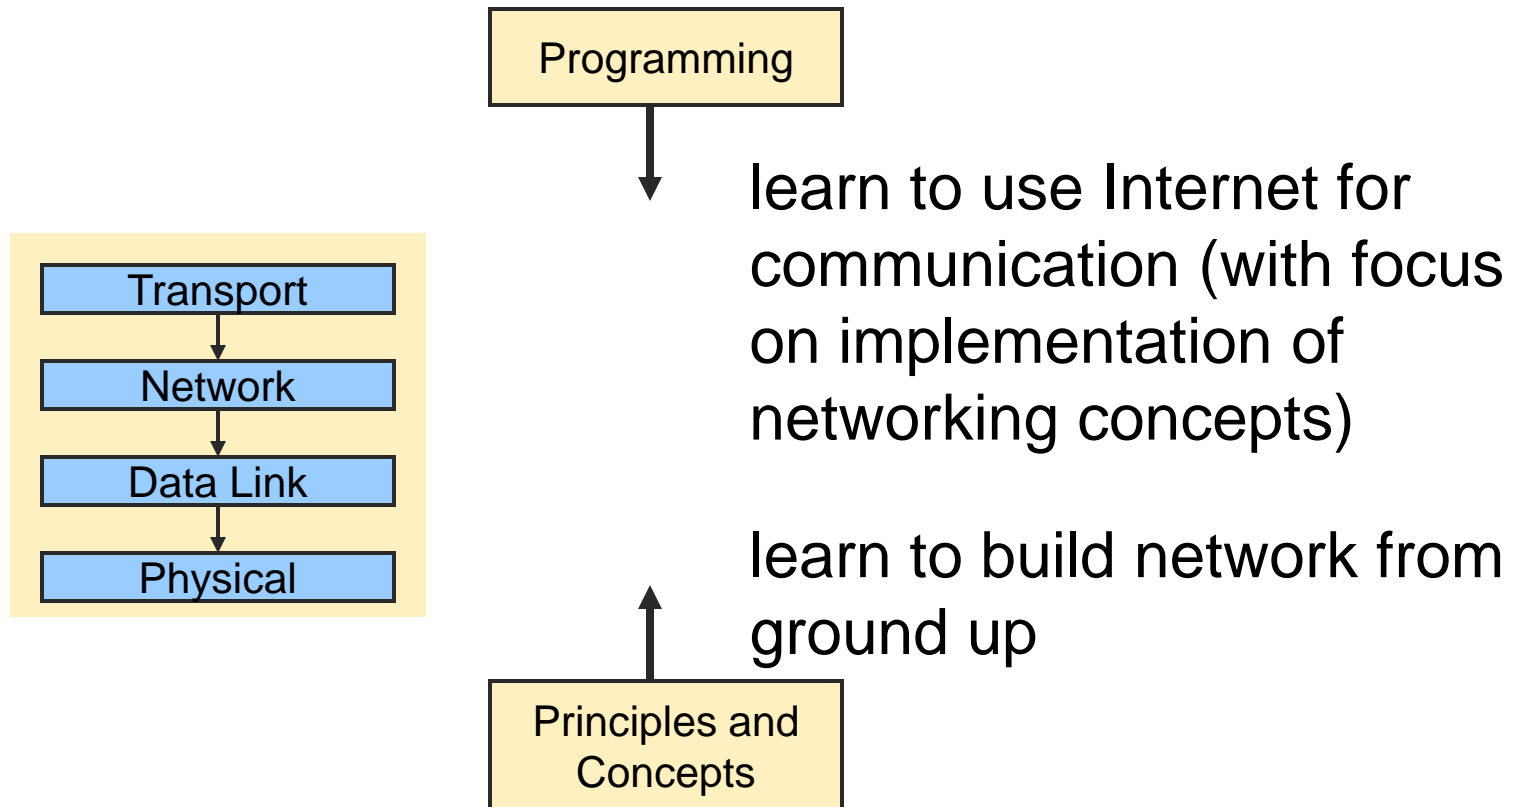 Programming
learn to use Internet for
communication (with focus
on implementation of
networking concepts)
Transport
Network
Data Link
Physical
learn to build network from
ground up
Principles and
Concepts